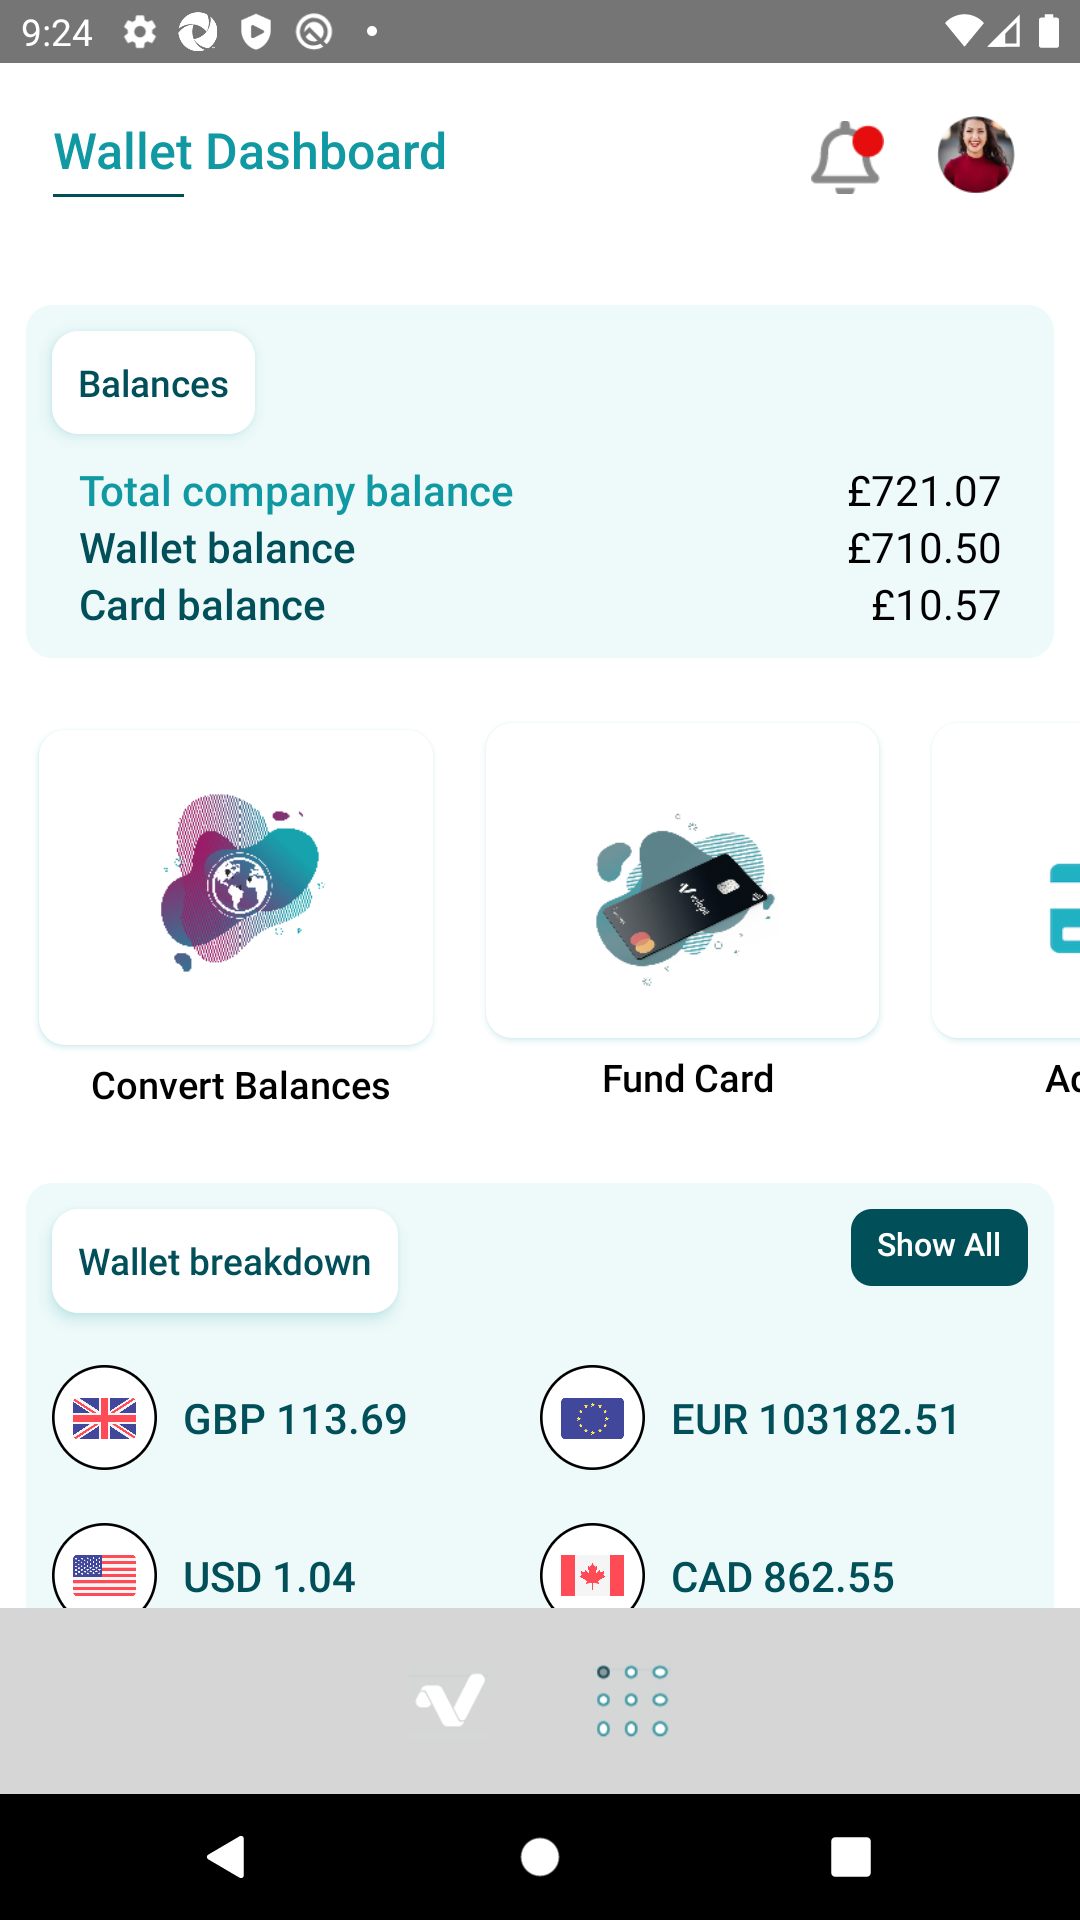 9:24
Wallet Dashboard
Balances
Total company balance £721.07
Wallet balance £710.50
Card balance £10.57
Convert Balances
Fund Card
Wallet breakdown
Show All
GBP 113.69
EUR 103182.51
USD 1.04
CAD 862.55